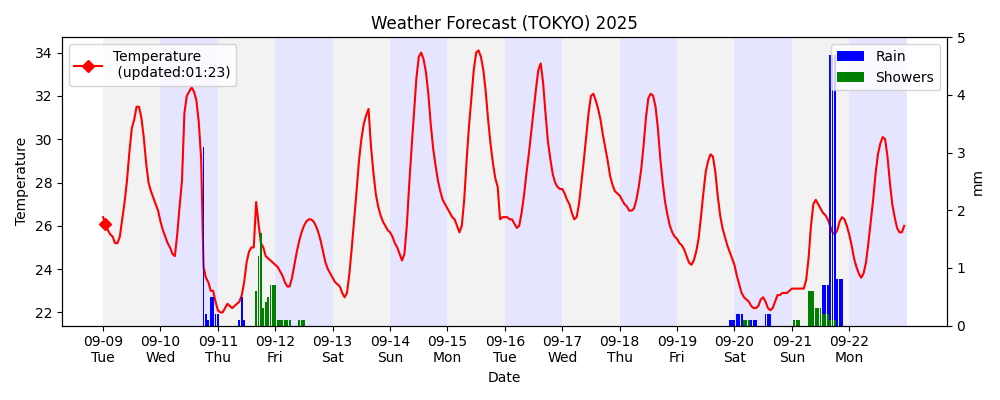 Weather Forecast (TOKYO) 2025
Temperature
(updated:01:23)
Rain
Showers
Temperature
34
32
30
28
26
24
22
5
4
3
2
1
0
mm
09-09 09-10 09-11 09-12 09-13 09-14 09-15 09-16 09-17 09-18 09-19 09-20 09-21 09-22
Tue Wed Thu Fri Sat Sun Mon Tue Wed Thu Fri Sat Sun Mon
Date